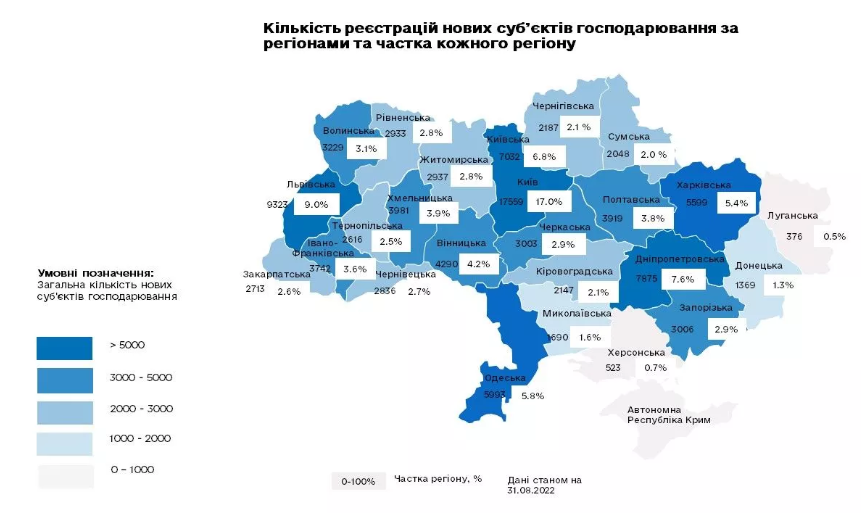 Кількість реєстрацій нових суб’єктів господарювання за
регіонами та частка кожного регіону
Чернігівська
2187 2.1 %
Рівненська
2933 2.8%
Волинська
3229 3.1%
Сумська
2048 2.0 %
Київська
7032 6.8%
Житомирська
2937 2.8%
Львівська
9323 9.0%
Київ
17559 17.0%
Харківська
5599 5.4%
Хмельницька
3981 3.9%
Полтавська
3919 3.8%
Луганська
376 0.5%
Тернопільська
2616 2.5%
Черкаська
3003 2.9%
Івано-
Франківська
3742 3.6%
Вінницька
4290 4.2%
Дніпропетровська
7875 7.6%
Донецька
1369 1.3%
Закарпатська
2713 2.6%
Чернівецька
2836 2.7%
Кіровоградська
2147 2.1%
Запорізька
3006 2.9%
Миколаївська
1690 1.6%
Херсонська
523 0.7%
Одеська
5993 5.8%
Автономна
Республіка Крим
Умовні позначення:
Загальна кількість нових
суб’єктів господарювання
> 5000
3000 - 5000
2000 - 3000
1000 - 2000
0 – 1000
0-100% Частка регіону, %
Дані станом на
31.08.2022